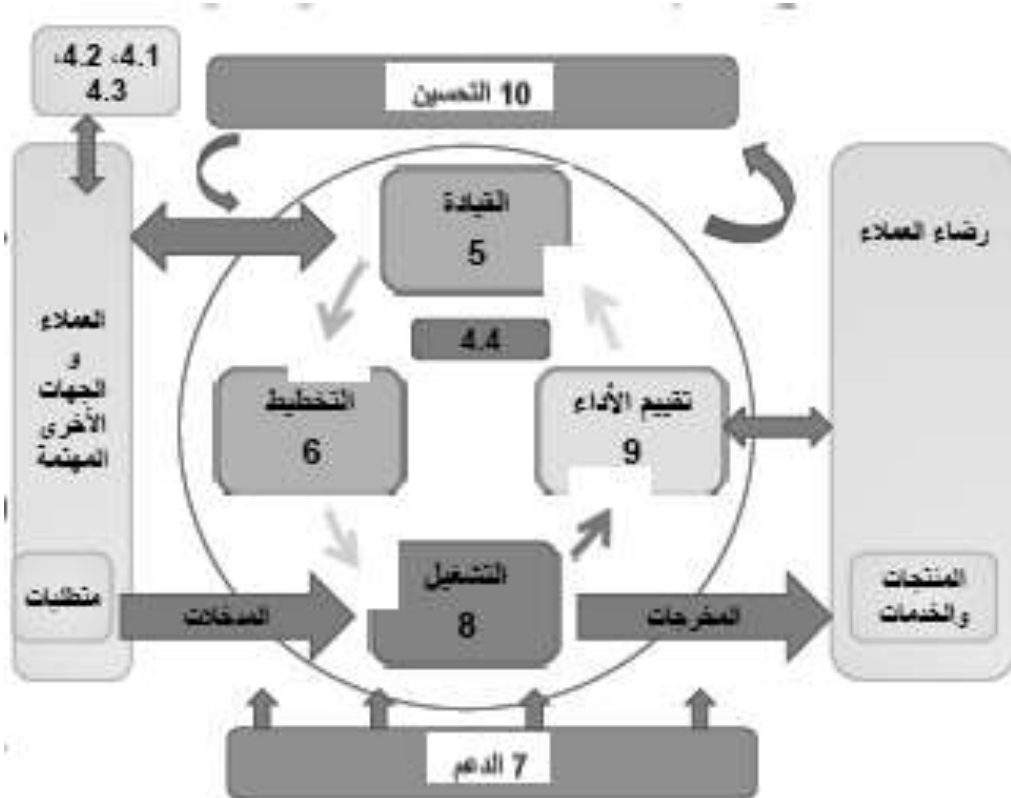 4.1، 4.2،
4.3
10 التحسين
القيادة
5
رضاء العملاء
4.4
العملاء
و
الجهات
الأخرى
المهتمة
التخطيط
6
تقييم الأداء
9
التشغيل
8
متطلبات
المدخلات
المخرجات
المنتجات
والخدمات
7 الدعم